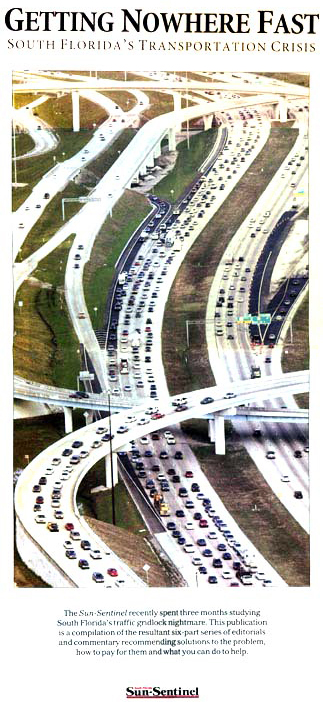 GETTING NOWHERE FAST
SOUTH FLORIDA'S TRANSPORTATION CRISIS
The Sun-Sentinel recently spent three months studying
South Florida's traffic gridlock nightmare. This publication
is a compilation of the resultant six-part series of editorials
and commentary recommending solutions to the problem,
how to pay for them and what you can do to help.
Sun-Sentinel